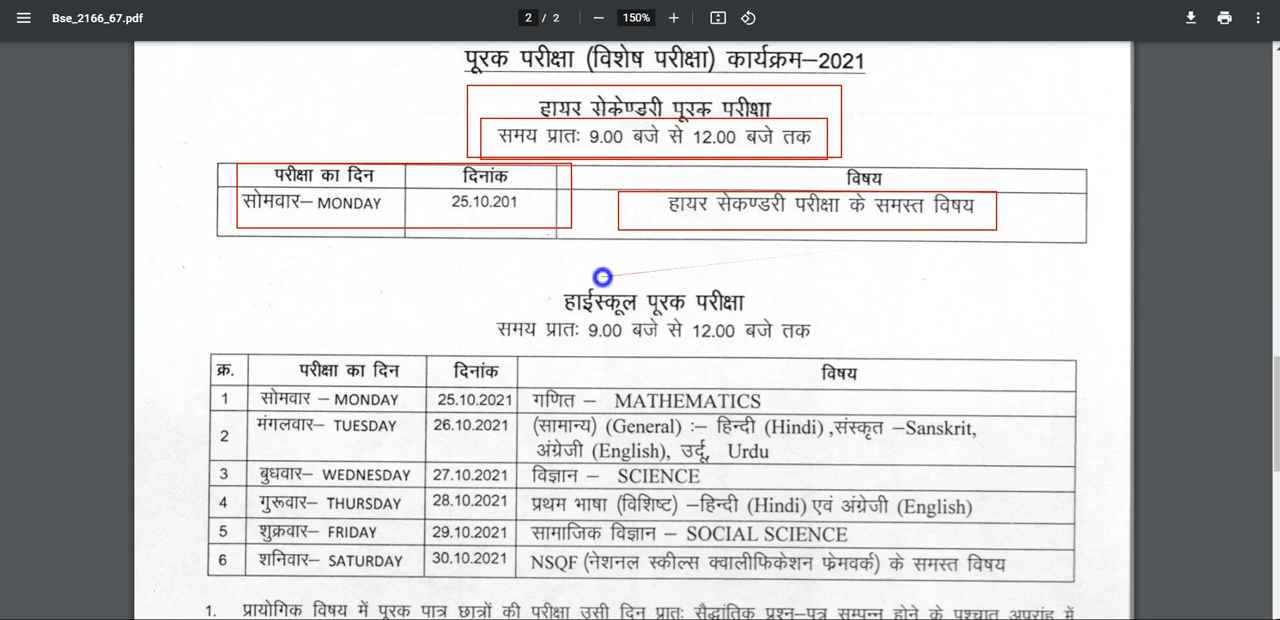 Bse_2166_67.pdf
2 / 2
150%
पूरक परीक्षा (विशेष परीक्षा) कार्यक्रम–2021
हायर सेकेण्डरी पूरक परीक्षा
समय प्रातः 9.00 बजे से 12.00 बजे तक
परीक्षा का दिन दिनांक विषय
सोमवार– MONDAY 25.10.201 हायर सेकण्डरी परीक्षा के समस्त विषय
हाईस्कूल पूरक परीक्षा
समय प्रातः 9.00 बजे से 12.00 बजे तक
क्र. परीक्षा का दिन दिनांक विषय
1 सोमवार – MONDAY 25.10.2021 गणित – MATHEMATICS
2 मंगलवार– TUESDAY 26.10.2021 (सामान्य) (General) :– हिन्दी (Hindi) ,संस्कृत –Sanskrit,
अंग्रेजी (English), उर्दू, Urdu
3 बुधवार– WEDNESDAY 27.10.2021 विज्ञान – SCIENCE
4 गुरूवार– THURSDAY 28.10.2021 प्रथम भाषा (विशिष्ट) –हिन्दी (Hindi) एवं अंग्रेजी (English)
5 शुक्रवार– FRIDAY 29.10.2021 सामाजिक विज्ञान – SOCIAL SCIENCE
6 शनिवार– SATURDAY 30.10.2021 NSQF (नेशनल स्कील्स क्वालीफिकेशन फ्रेमवर्क) के समस्त विषय
1. प्रायोगिक विषय में पूरक पात्र छात्रों की परीक्षा उसी दिन प्रातः सैद्धांतिक प्रश्न–पत्र सम्पन्न होने के पश्चात अपरांह में